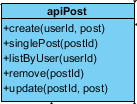 apiPost
+create(userId, post)
+singlePost(postId)
+listByUser(userId)
+remove(postId)
+update(postId, post)